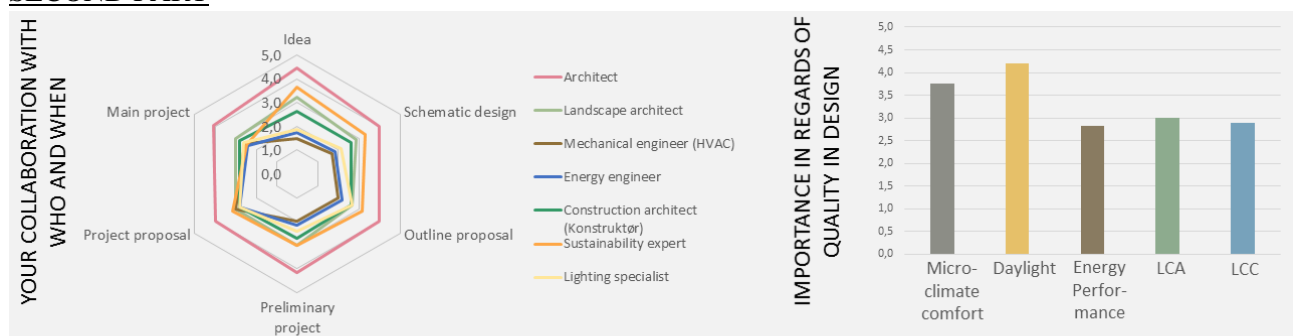 SECOND PART
YOUR COLLABORATION WITH
WHO AND WHEN
Idea
5,0
4,0
3,0
2,0
1,0
0,0
Schematic design
Outline proposal
Preliminary
project
Project proposal
Main project
Architect
Landscape architect
Mechanical engineer (HVAC)
Energy engineer
Construction architect
(Konstruktør)
Sustainability expert
Lighting specialist
IMPORTANCE IN REGARDS OF
QUALITY IN DESIGN
5,0
4,5
4,0
3,5
3,0
2,5
2,0
1,5
1,0
0,5
0,0
Micro-
climate
comfort
Daylight
Energy
Perfor-
mance
LCA
LCC